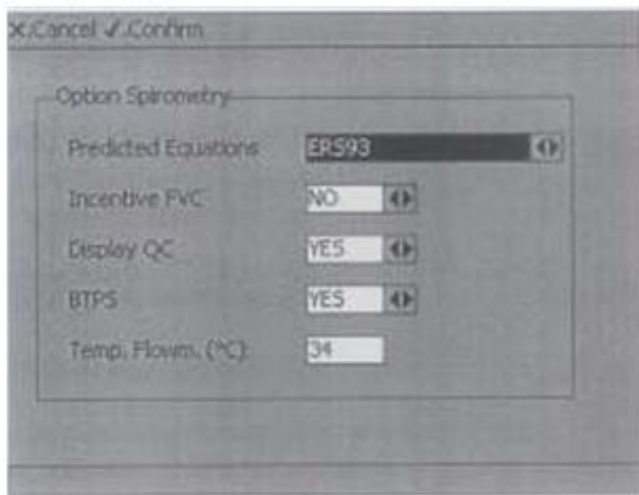 X:Cancel ✓:Confirm
Option Spirometry
Predicted Equations ERS93
Incentive FVC NO
Display QC YES
BTPS YES
Temp. Flowm. (°C) 34